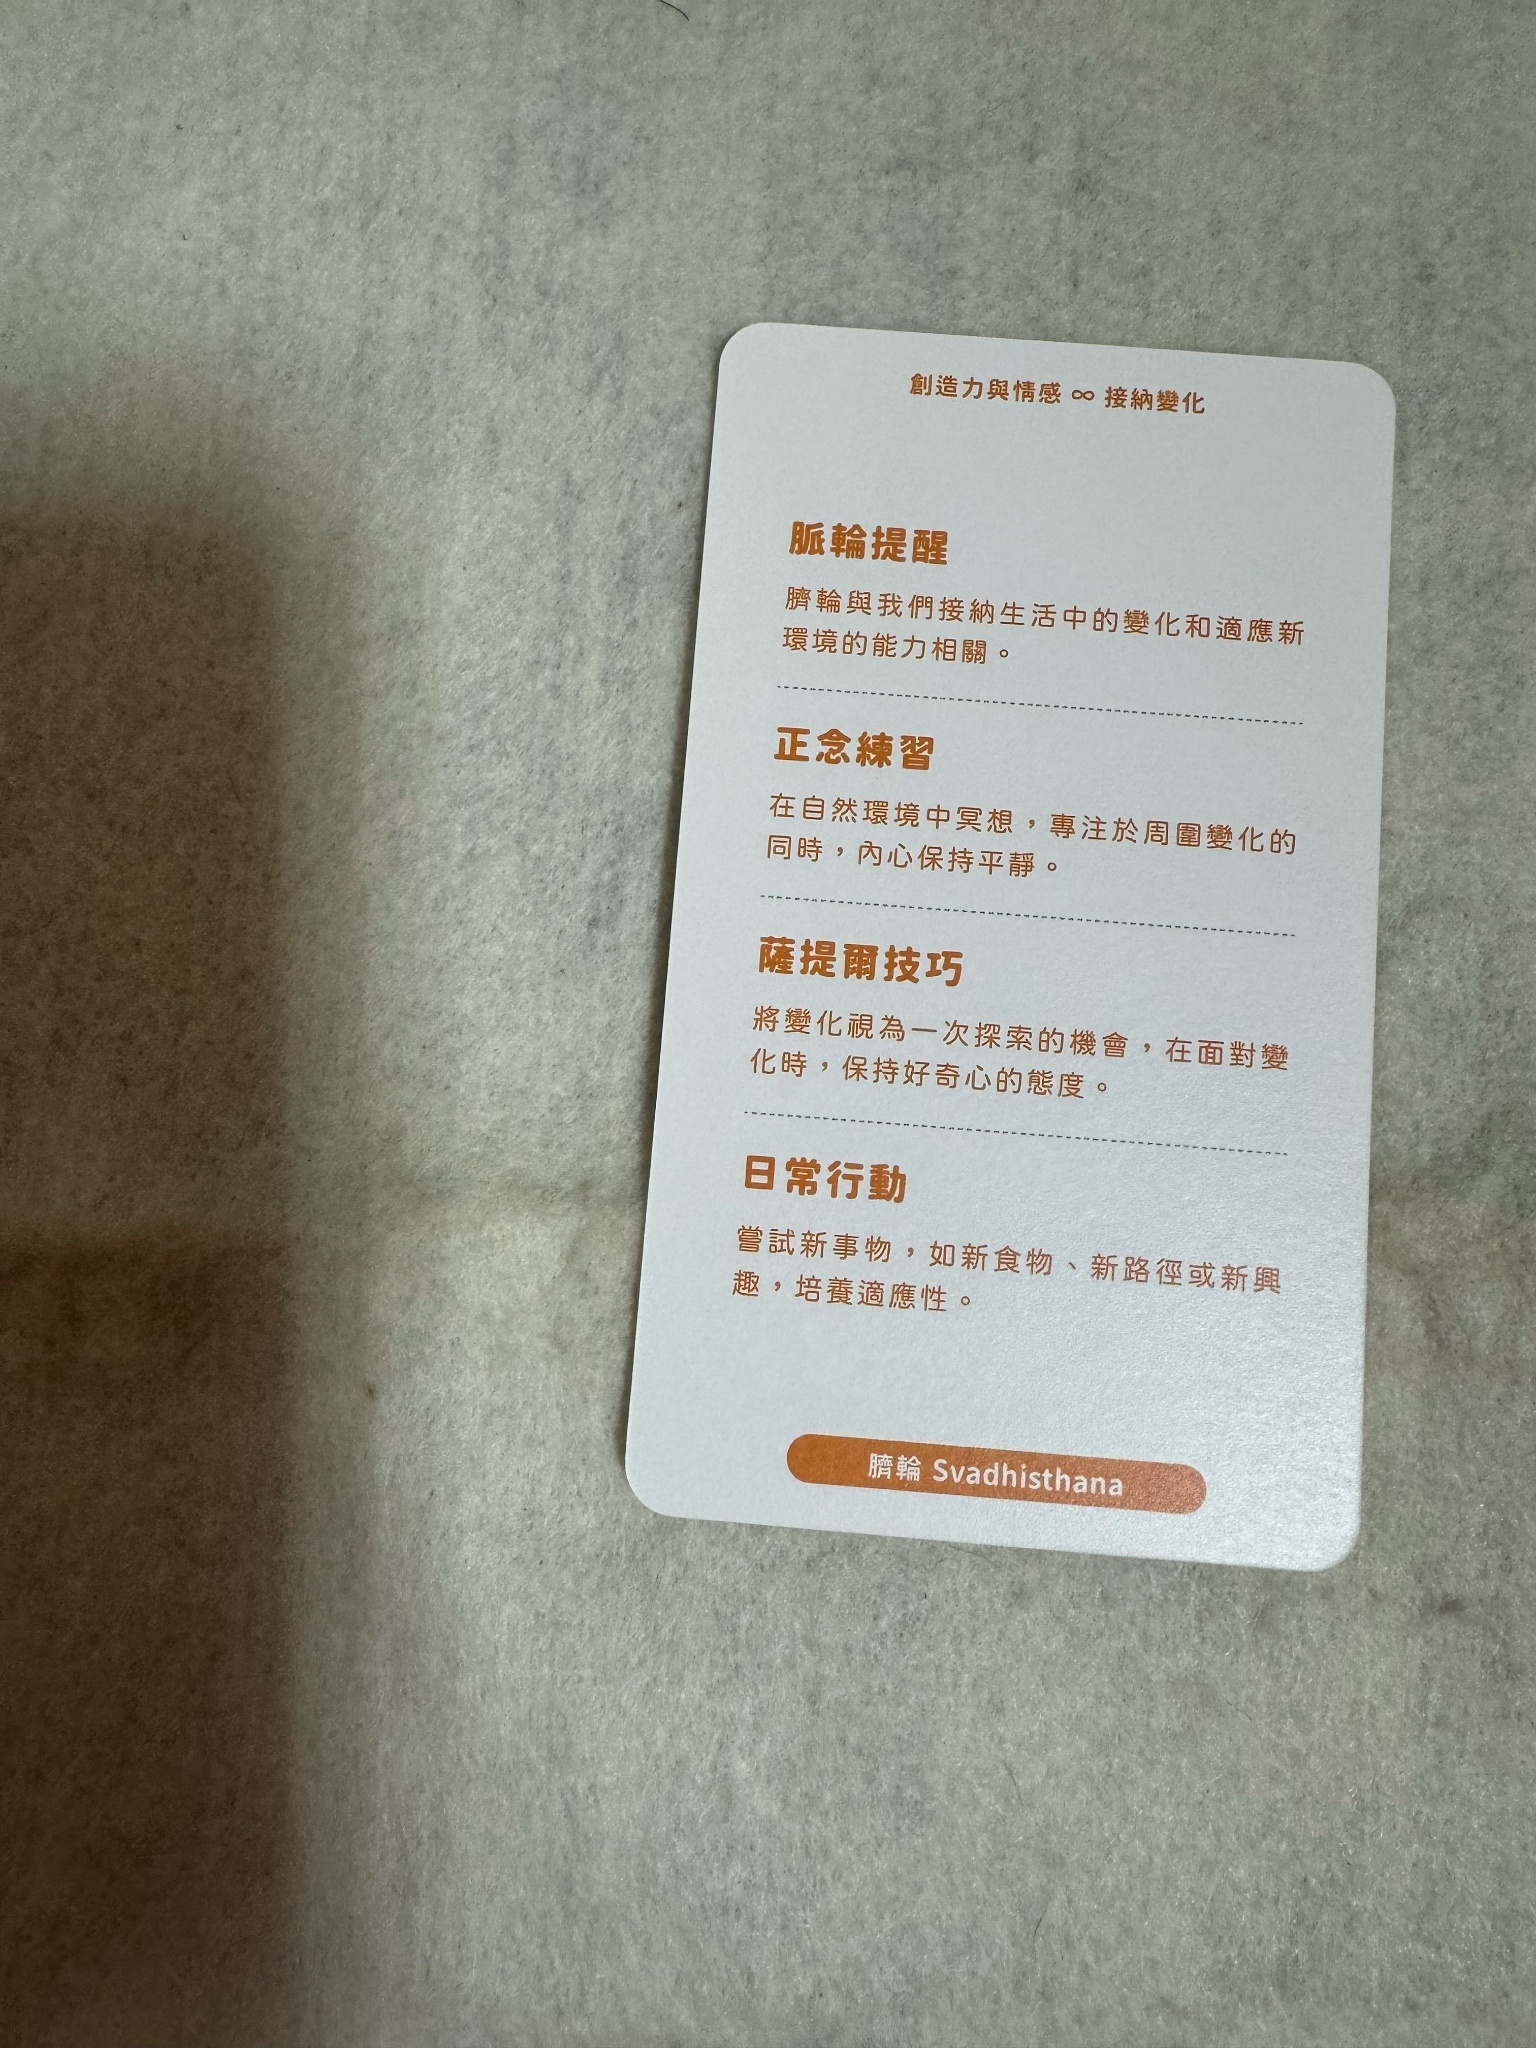 創造力與情感 ∞ 接納變化
脈輪提醒
臍輪與我們接納生活中的變化和適應新
環境的能力相關。
正念練習
在自然環境中冥想，專注於周圍變化的
同時，內心保持平靜。
薩提爾技巧
將變化視為一次探索的機會，在面對變
化時，保持好奇心的態度。
日常行動
嘗試新事物，如新食物、新路徑或新興
趣，培養適應性。
臍輪 Svadhisthana